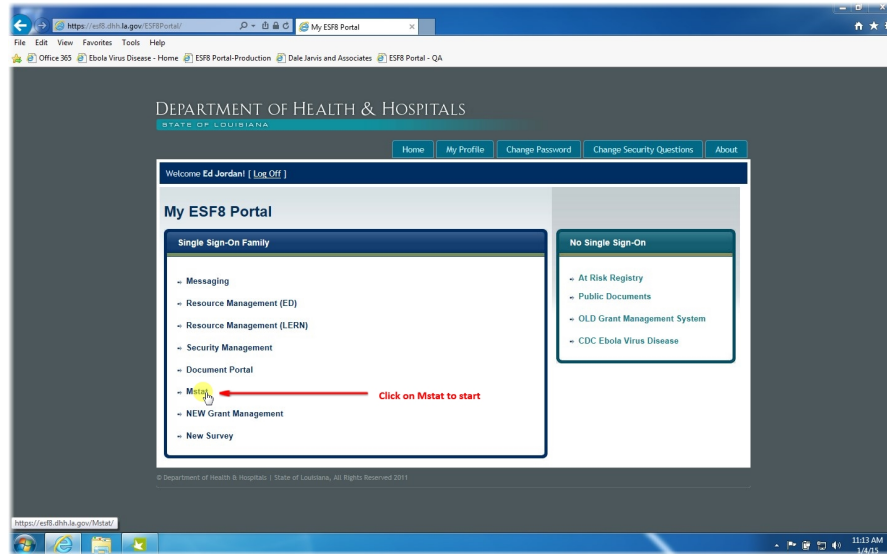 https://esf8.dhh.la.gov/ESF8Portal/
My ESF8 Portal
File Edit View Favorites Tools Help
Office 365 Ebola Virus Disease - Home ESF8 Portal-Production Dale Jarvis and Associates ESF8 Portal - QA
DEPARTMENT OF HEALTH & HOSPITALS
STATE OF LOUISIANA
Home My Profile Change Password Change Security Questions About
Welcome Ed Jordan! [ Log Off ]
My ESF8 Portal
Single Sign-On Family
Messaging
Resource Management (ED)
Resource Management (LERN)
Security Management
Document Portal
Mstat
Click on Mstat to start
NEW Grant Management
New Survey
No Single Sign-On
At Risk Registry
Public Documents
OLD Grant Management System
CDC Ebola Virus Disease
© Department of Health & Hospitals | State of Louisiana, All Rights Reserved 2011
https://esf8.dhh.la.gov/Mstat/
11:13 AM
1/4/15